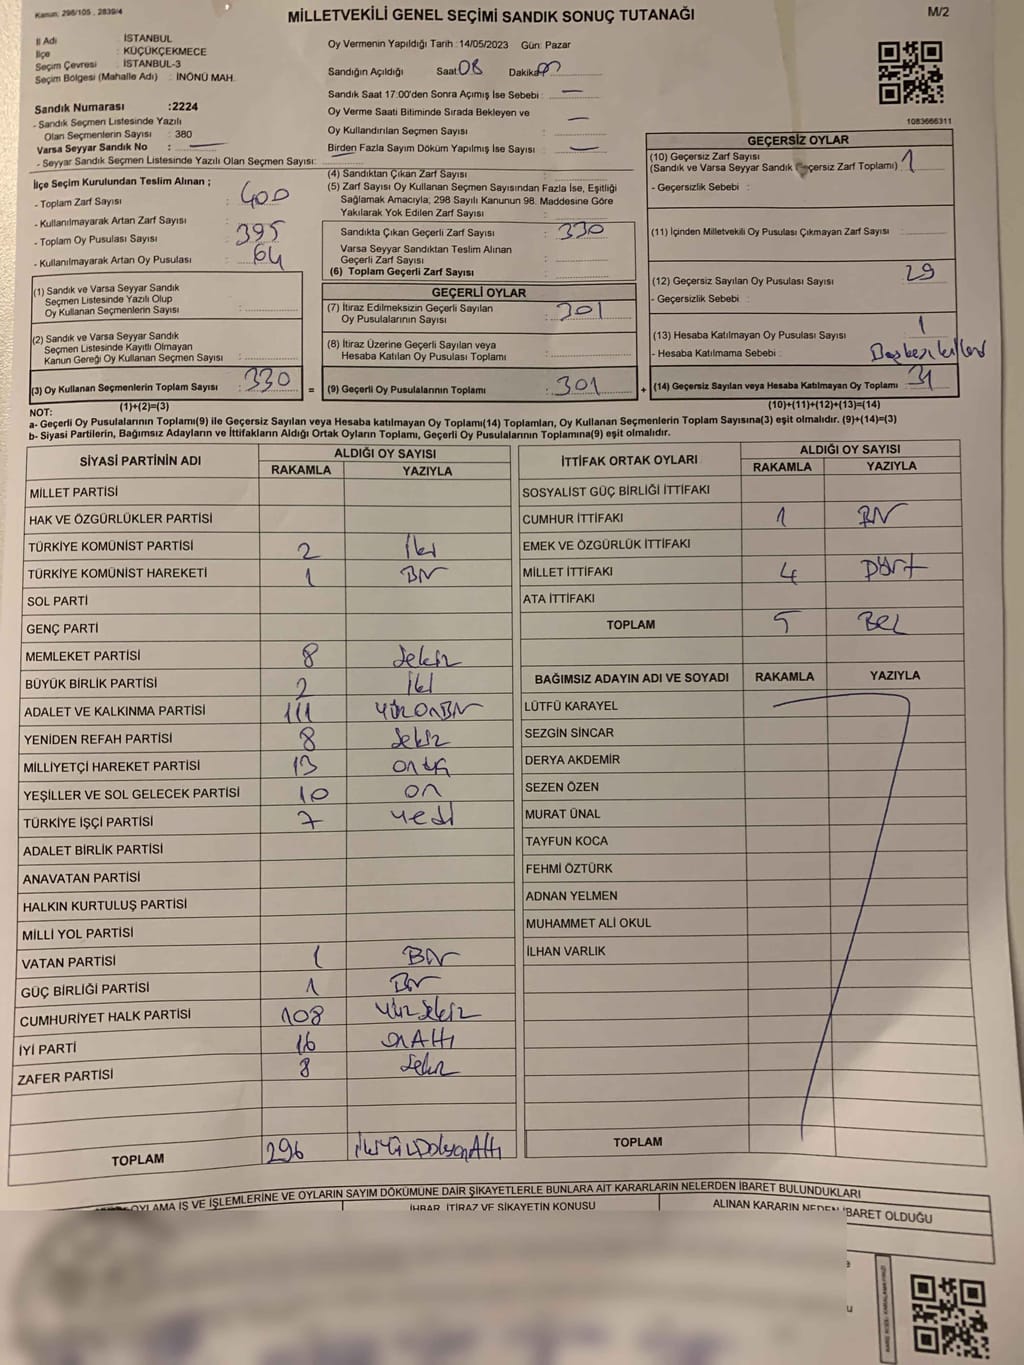 Kanun: 298/105 , 2839/4
MİLLETVEKİLİ GENEL SEÇİMİ SANDIK SONUÇ TUTANAĞI
M/2
İl Adı : İSTANBUL
İlçe : KÜÇÜKÇEKMECE
Seçim Çevresi : İSTANBUL-3
Seçim Bölgesi (Mahalle Adı) : İNÖNÜ MAH.
Sandık Numarası :2224
- Sandık Seçmen Listesinde Yazılı
Olan Seçmenlerin Sayısı : 380
Varsa Seyyar Sandık No : —
- Seyyar Sandık Seçmen Listesinde Yazılı Olan Seçmen Sayısı:
Oy Vermenin Yapıldığı Tarih :14/05/2023 Gün: Pazar
Sandığın Açıldığı Saat: 08 Dakika
Sandık Saat 17:00'den Sonra Açımış İse Sebebi : —
Oy Verme Saati Bitiminde Sırada Bekleyen ve
Oy Kullandırılan Seçmen Sayısı : —
Birden Fazla Sayım Döküm Yapılmış İse Sayısı : —
1083666311
İlçe Seçim Kurulundan Teslim Alınan ;
- Toplam Zarf Sayısı : 400
- Kullanılmayarak Artan Zarf Sayısı :
- Toplam Oy Pusulası Sayısı : 395
- Kullanılmayarak Artan Oy Pusulası : 64
(1) Sandık ve Varsa Seyyar Sandık
Seçmen Listesinde Yazılı Olup
Oy Kullanan Seçmenlerin Sayısı :
(2) Sandık ve Varsa Seyyar Sandık
Seçmen Listesinde Kayıtlı Olmayan
Kanun Gereği Oy Kullanan Seçmen Sayısı :
(3) Oy Kullanan Seçmenlerin Toplam Sayısı : 330
(1)+(2)=(3)
(4) Sandıktan Çıkan Zarf Sayısı :
(5) Zarf Sayısı Oy Kullanan Seçmen Sayısından Fazla İse, Eşitliği
Sağlamak Amacıyla; 298 Sayılı Kanunun 98. Maddesine Göre
Yakılarak Yok Edilen Zarf Sayısı :
Sandıkta Çıkan Geçerli Zarf Sayısı : 330
Varsa Seyyar Sandıktan Teslim Alınan
Geçerli Zarf Sayısı :
(6) Toplam Geçerli Zarf Sayısı :
GEÇERLİ OYLAR
(7) İtiraz Edilmeksizin Geçerli Sayılan
Oy Pusulalarının Sayısı : 301
(8) İtiraz Üzerine Geçerli Sayılan veya
Hesaba Katılan Oy Pusulası Toplamı :
= (9) Geçerli Oy Pusulalarının Toplamı : 301
GEÇERSİZ OYLAR
(10) Geçersiz Zarf Sayısı
(Sandık ve Varsa Seyyar Sandık Geçersiz Zarf Toplamı) : 1
- Geçersizlik Sebebi :
(11) İçinden Milletvekili Oy Pusulası Çıkmayan Zarf Sayısı :
(12) Geçersiz Sayılan Oy Pusulası Sayısı : 29
- Geçersizlik Sebebi :
(13) Hesaba Katılmayan Oy Pusulası Sayısı : 1
- Hesaba Katılmama Sebebi :
+ (14) Geçersiz Sayılan veya Hesaba Katılmayan Oy Toplamı : 31
(10)+(11)+(12)+(13)=(14)
NOT:
a- Geçerli Oy Pusulalarının Toplamı(9) ile Geçersiz Sayılan veya Hesaba katılmayan Oy Toplamı(14) Toplamları, Oy Kullanan Seçmenlerin Toplam Sayısına(3) eşit olmalıdır. (9)+(14)=(3)
b- Siyasi Partilerin, Bağımsız Adayların ve İttifakların Aldığı Ortak Oyların Toplamı, Geçerli Oy Pusulalarının Toplamına(9) eşit olmalıdır.
SİYASİ PARTİNİN ADI
ALDIĞI OY SAYISI
RAKAMLA YAZIYLA
MİLLET PARTİSİ
HAK VE ÖZGÜRLÜKLER PARTİSİ
TÜRKİYE KOMÜNİST PARTİSİ 2 iki
TÜRKİYE KOMÜNİST HAREKETİ 1 Bir
SOL PARTİ
GENÇ PARTİ
MEMLEKET PARTİSİ 8 sekiz
BÜYÜK BİRLİK PARTİSİ 2 iki
ADALET VE KALKINMA PARTİSİ 111 yüz onBir
YENİDEN REFAH PARTİSİ 8 sekiz
MİLLİYETÇİ HAREKET PARTİSİ 13 onüç
YEŞİLLER VE SOL GELECEK PARTİSİ 10 on
TÜRKİYE İŞÇİ PARTİSİ 7 yedi
ADALET BİRLİK PARTİSİ
ANAVATAN PARTİSİ
HALKIN KURTULUŞ PARTİSİ
MİLLİ YOL PARTİSİ
VATAN PARTİSİ 1 Bir
GÜÇ BİRLİĞİ PARTİSİ 1 Bir
CUMHURİYET HALK PARTİSİ 108 yüz sekiz
İYİ PARTİ 16 onAltı
ZAFER PARTİSİ 8 sekiz
TOPLAM 296 ikiyüzDoksanAltı
İTTİFAK ORTAK OYLARI
ALDIĞI OY SAYISI
RAKAMLA YAZIYLA
SOSYALİST GÜÇ BİRLİĞİ İTTİFAKI
CUMHUR İTTİFAKI 1 Bir
EMEK VE ÖZGÜRLÜK İTTİFAKI
MİLLET İTTİFAKI 4 Dört
ATA İTTİFAKI
TOPLAM 5 Beş
BAĞIMSIZ ADAYIN ADI VE SOYADI RAKAMLA YAZIYLA
LÜTFÜ KARAYEL
SEZGİN SİNCAR
DERYA AKDEMİR
SEZEN ÖZEN
MURAT ÜNAL
TAYFUN KOCA
FEHMİ ÖZTÜRK
ADNAN YELMEN
MUHAMMET ALİ OKUL
İLHAN VARLIK
TOPLAM
OYLAMA İŞ VE İŞLEMLERİNE VE OYLARIN SAYIM DÖKÜMÜNE DAİR ŞİKAYETLERLE BUNLARA AİT KARARLARIN NELERDEN İBARET BULUNDUKLARI
İHBAR, İTİRAZ VE ŞİKAYETİN KONUSU
ALINAN KARARIN NEDEN İBARET OLDUĞU